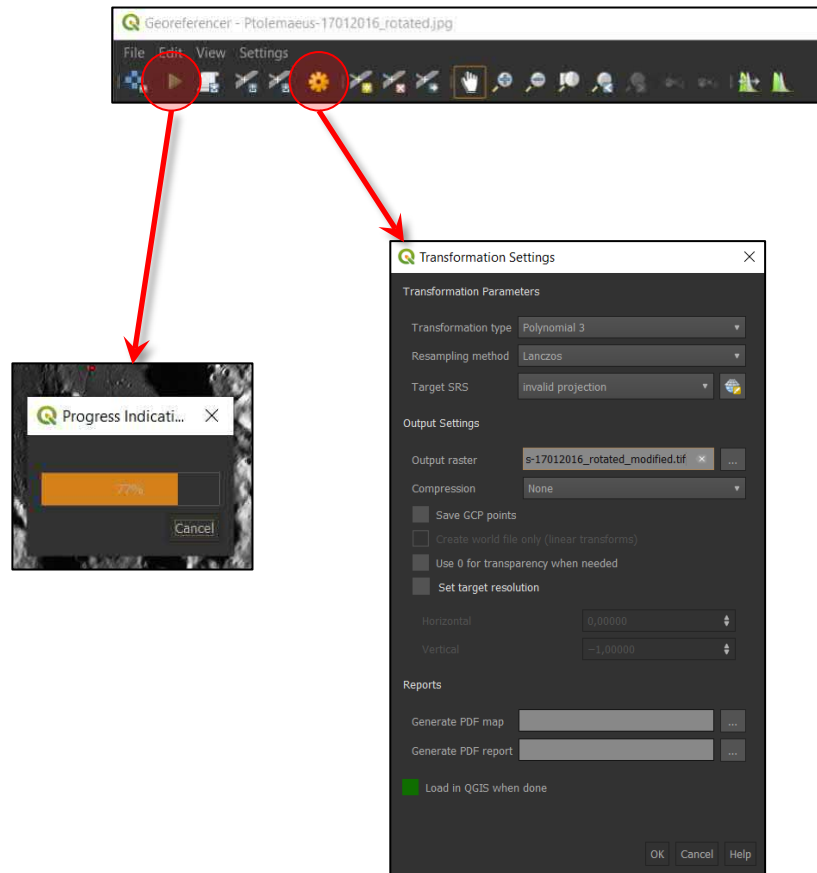 Georeferencer - Ptolemaeus-17012016_rotated.jpg
File Edit View Settings
Transformation Settings
Transformation Parameters
Transformation type Polynomial 3
Resampling method Lanczos
Target SRS invalid projection
Progress Indicati...
Output Settings
Output raster s-17012016_rotated_modified.tif ...
77%
Compression None
Cancel
Save GCP points
Create world file only (linear transforms)
Use 0 for transparency when needed
Set target resolution
Horizontal 0,00000
Vertical -1,00000
Reports
Generate PDF map ...
Generate PDF report ...
Load in QGIS when done
OK Cancel Help